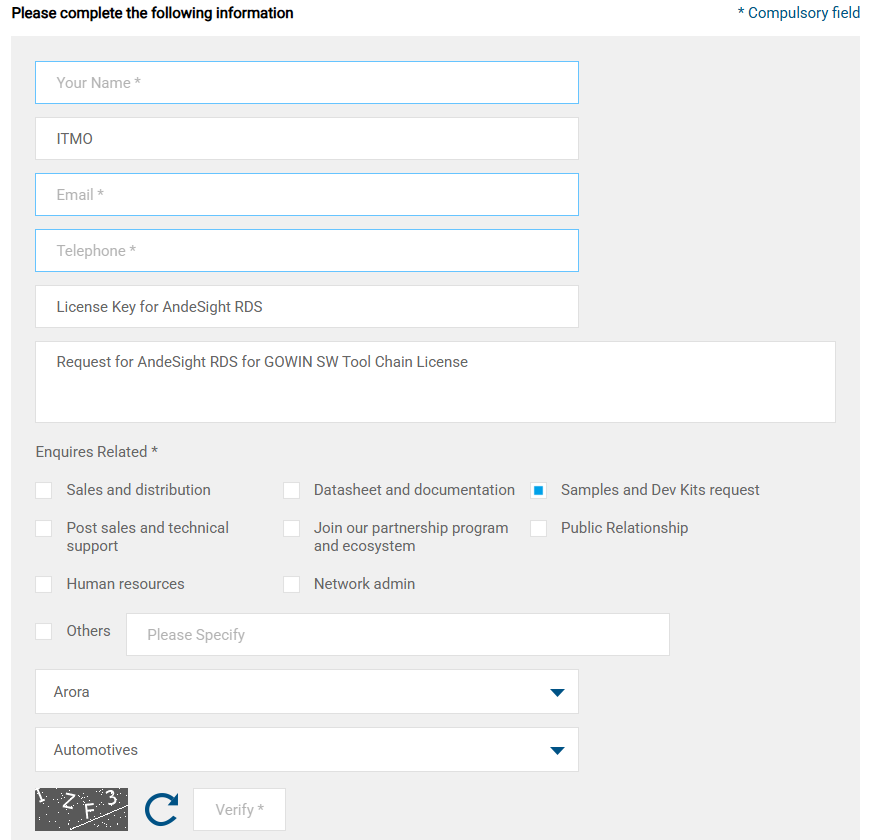 Please complete the following information
* Compulsory field
Your Name *
ITMO
Email *
Telephone *
License Key for AndeSight RDS
Request for AndeSight RDS for GOWIN SW Tool Chain License
Enquires Related *
Sales and distribution
Datasheet and documentation
Samples and Dev Kits request
Post sales and technical
support
Join our partnership program
and ecosystem
Public Relationship
Human resources
Network admin
Others
Please Specify
Arora
Automotives
Verify *